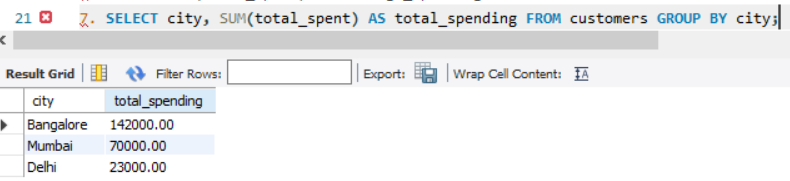 21 7. SELECT city, SUM(total_spent) AS total_spending FROM customers GROUP BY city;
Result Grid Filter Rows: Export: Wrap Cell Content: IA
city total_spending
Bangalore 142000.00
Mumbai 70000.00
Delhi 23000.00